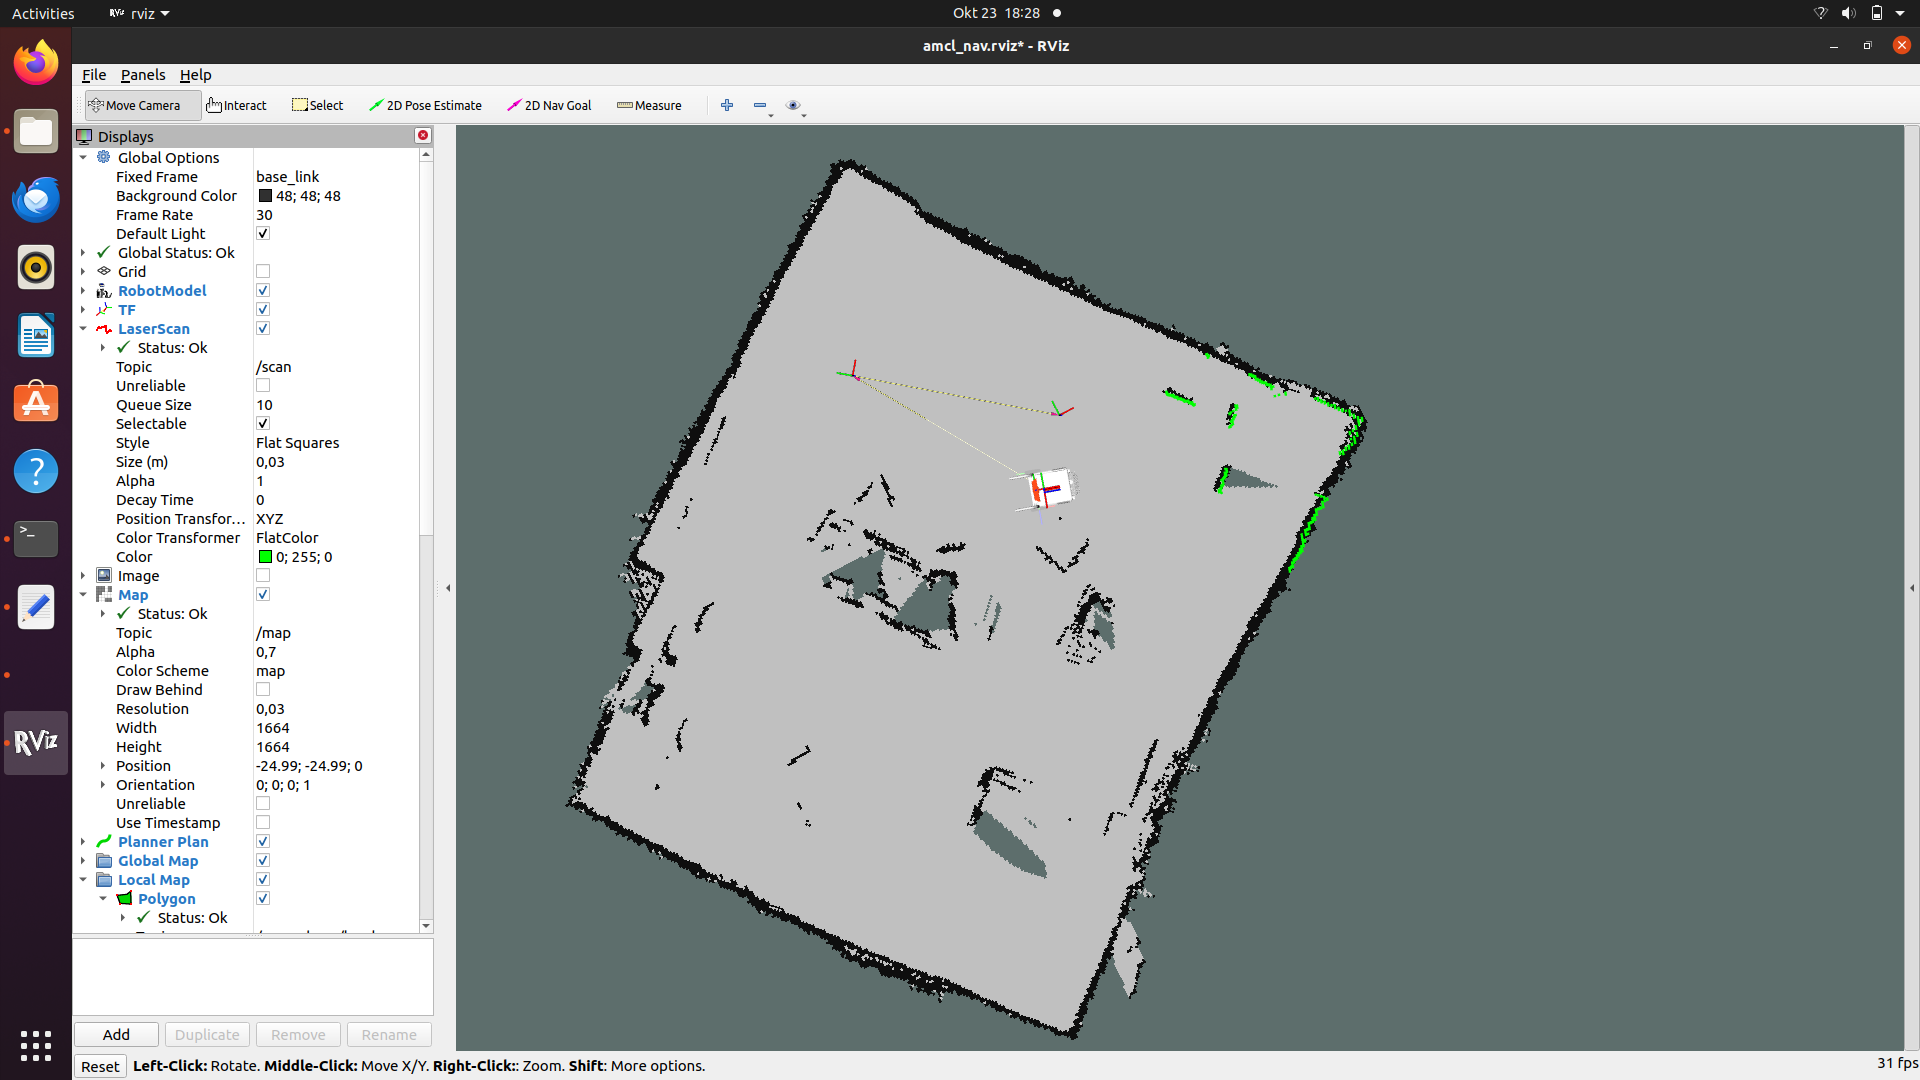 Activities
RViz rviz
Okt 23 18:28
amcl_nav.rviz* - RViz
File Panels Help
Move Camera Interact Select 2D Pose Estimate 2D Nav Goal Measure
Displays
Global Options
Fixed Frame base_link
Background Color 48; 48; 48
Frame Rate 30
Default Light
Global Status: Ok
Grid
RobotModel
TF
LaserScan
Status: Ok
Topic /scan
Unreliable
Queue Size 10
Selectable
Style Flat Squares
Size (m) 0,03
Alpha 1
Decay Time 0
Position Transfor... XYZ
Color Transformer FlatColor
Color 0; 255; 0
Image
Map
Status: Ok
Topic /map
Alpha 0,7
Color Scheme map
Draw Behind
Resolution 0,03
Width 1664
Height 1664
Position -24.99; -24.99; 0
Orientation 0; 0; 0; 1
Unreliable
Use Timestamp
Planner Plan
Global Map
Local Map
Polygon
Status: Ok
RViz
Add Duplicate Remove Rename
Reset Left-Click: Rotate. Middle-Click: Move X/Y. Right-Click:: Zoom. Shift: More options.
31 fps